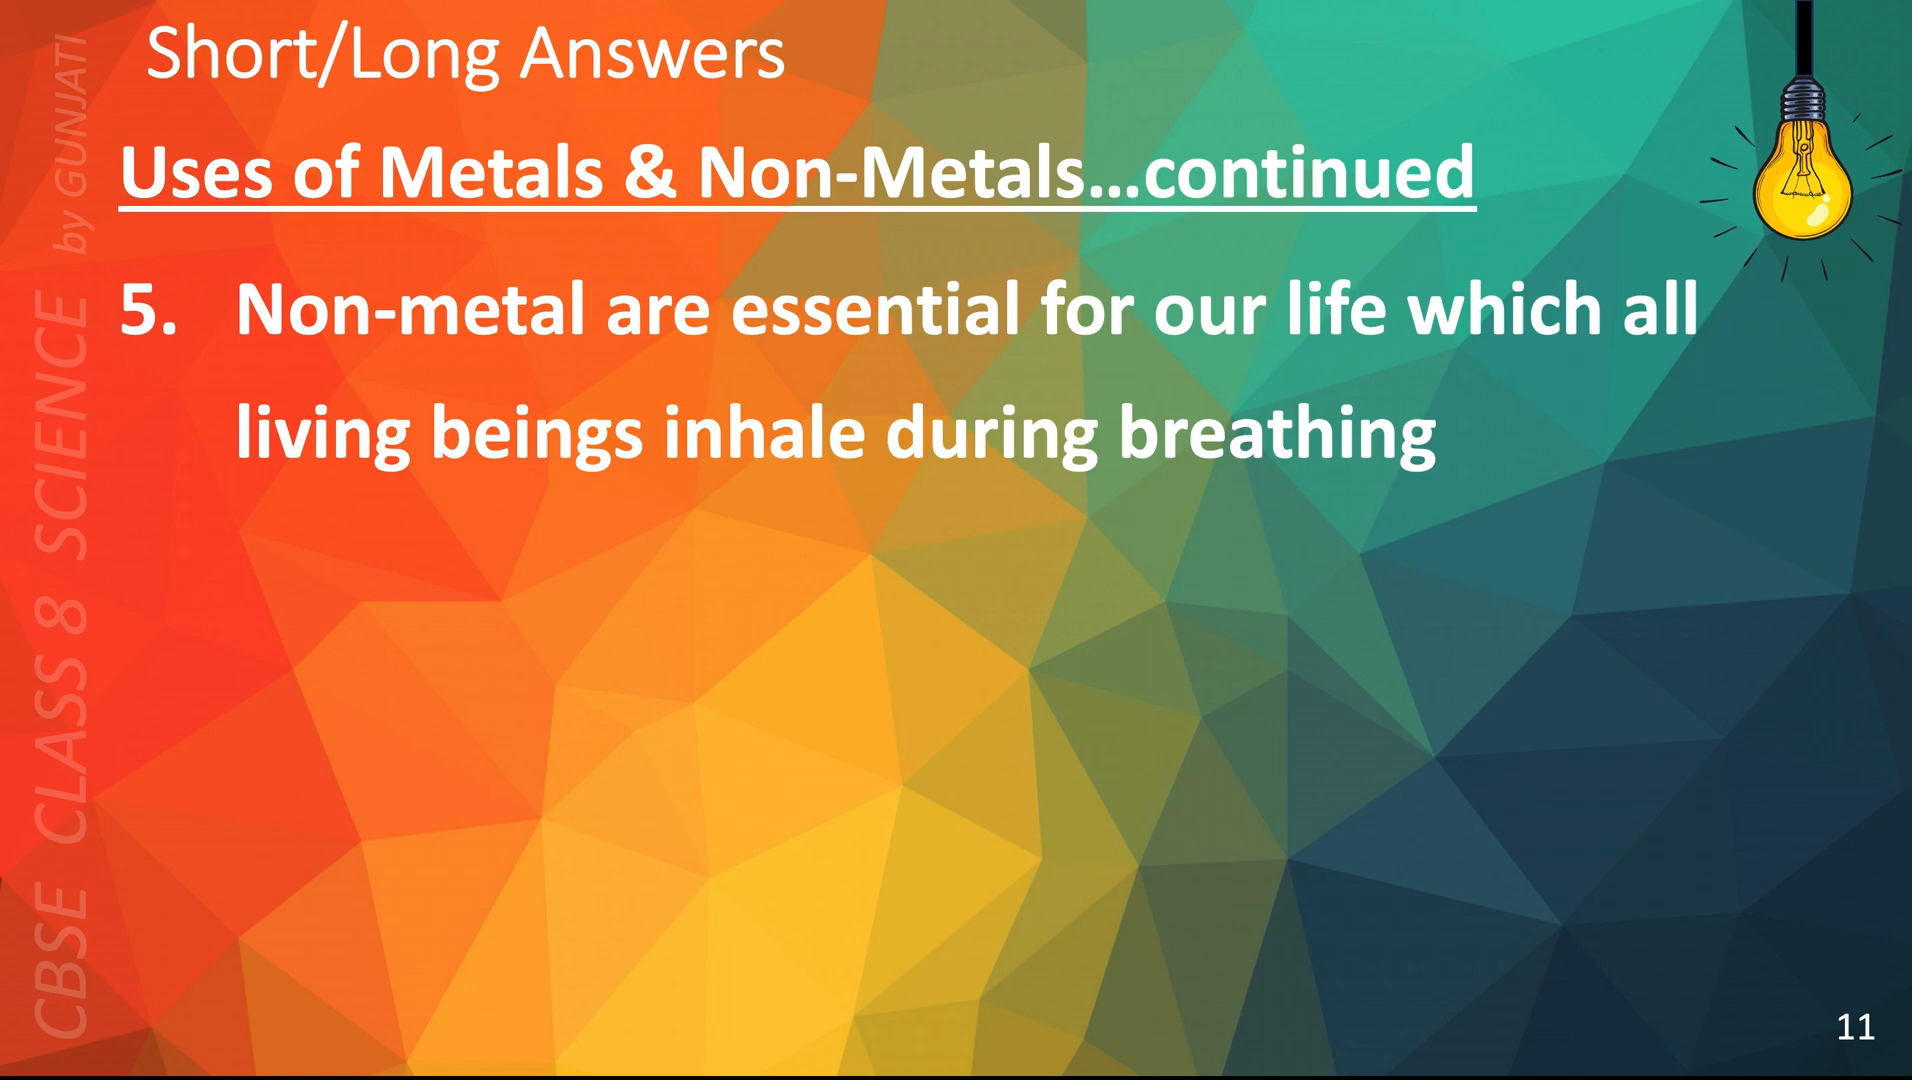 Short/Long Answers
Uses of Metals & Non-Metals...continued
5. Non-metal are essential for our life which all
living beings inhale during breathing
CBSE CLASS 8 SCIENCE by GUNJATI
11